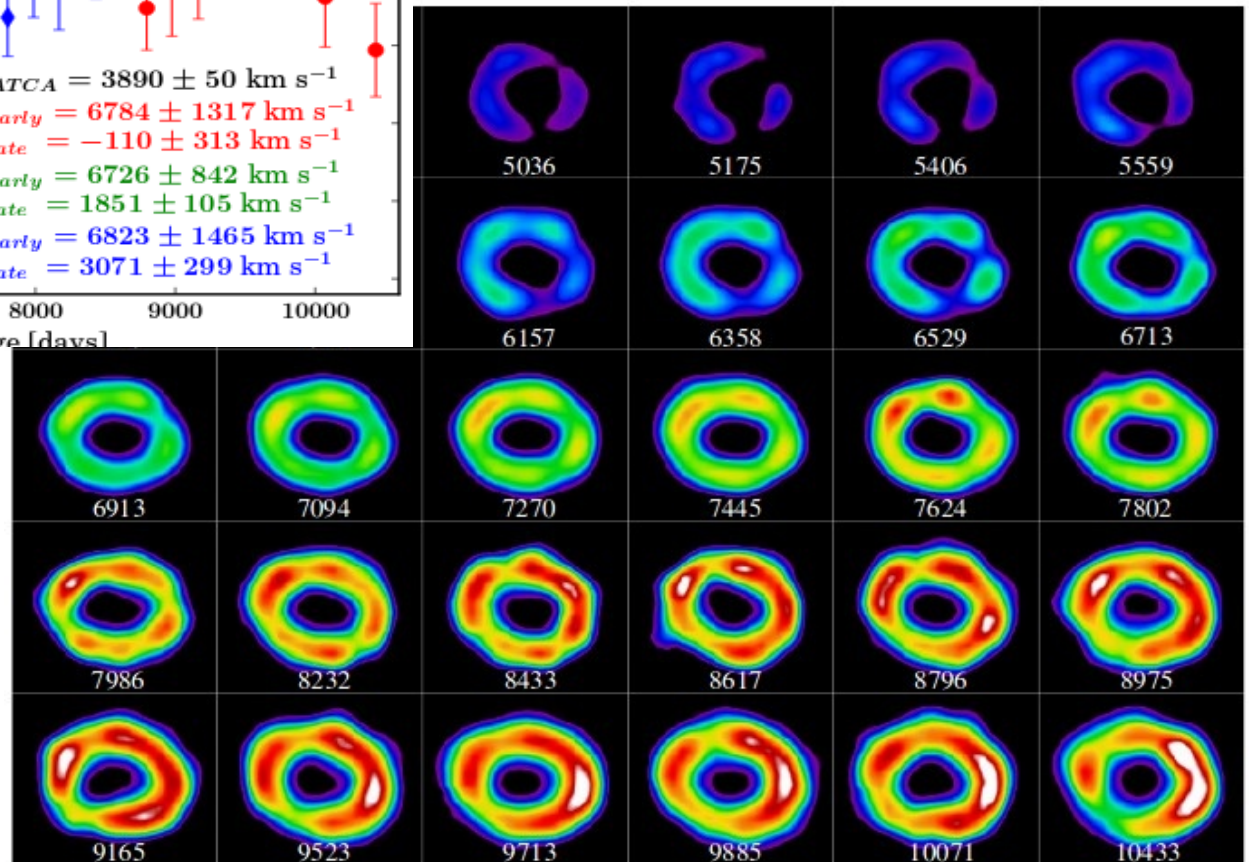 ATCA = 3890 ± 50 km s⁻¹
arly = 6784 ± 1317 km s⁻¹
ate = −110 ± 313 km s⁻¹
arly = 6726 ± 842 km s⁻¹
ate = 1851 ± 105 km s⁻¹
arly = 6823 ± 1465 km s⁻¹
ate = 3071 ± 299 km s⁻¹
8000 9000 10000
ge [days]
5036 5175 5406 5559
6157 6358 6529 6713
6913 7094 7270 7445 7624 7802
7986 8232 8433 8617 8796 8975
9165 9523 9713 9885 10071 10433